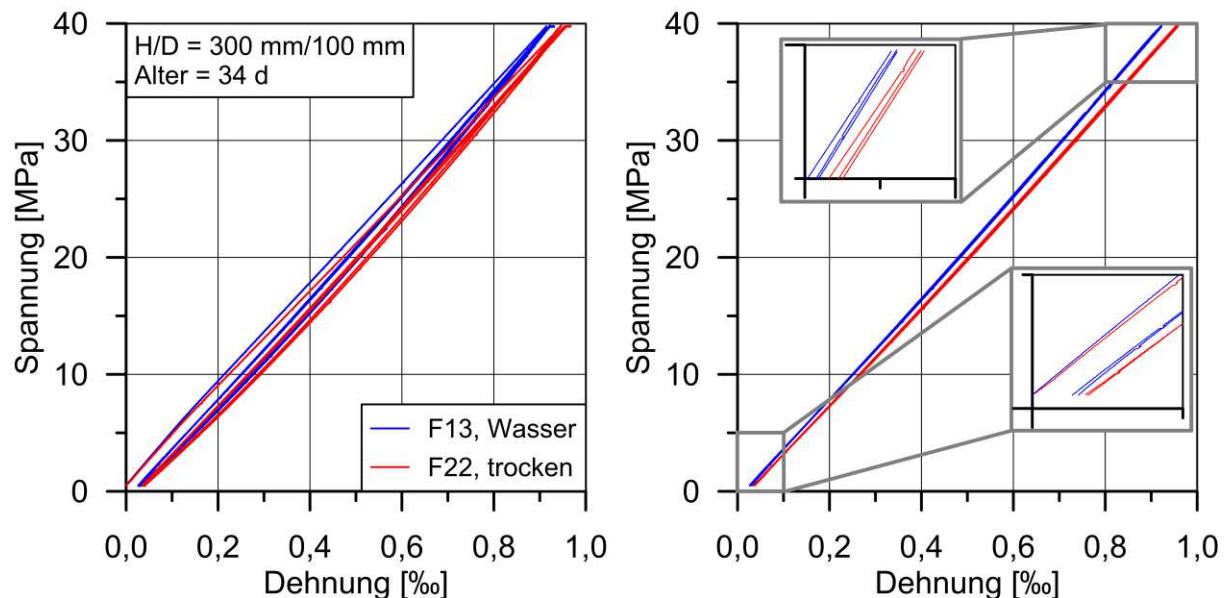 40
30
20
10
0
Spannung [MPa]
H/D = 300 mm/100 mm
Alter = 34 d
F13, Wasser
F22, trocken
0,0 0,2 0,4 0,6 0,8 1,0
Dehnung [‰]
40
30
20
10
0
Spannung [MPa]
0,0 0,2 0,4 0,6 0,8 1,0
Dehnung [‰]